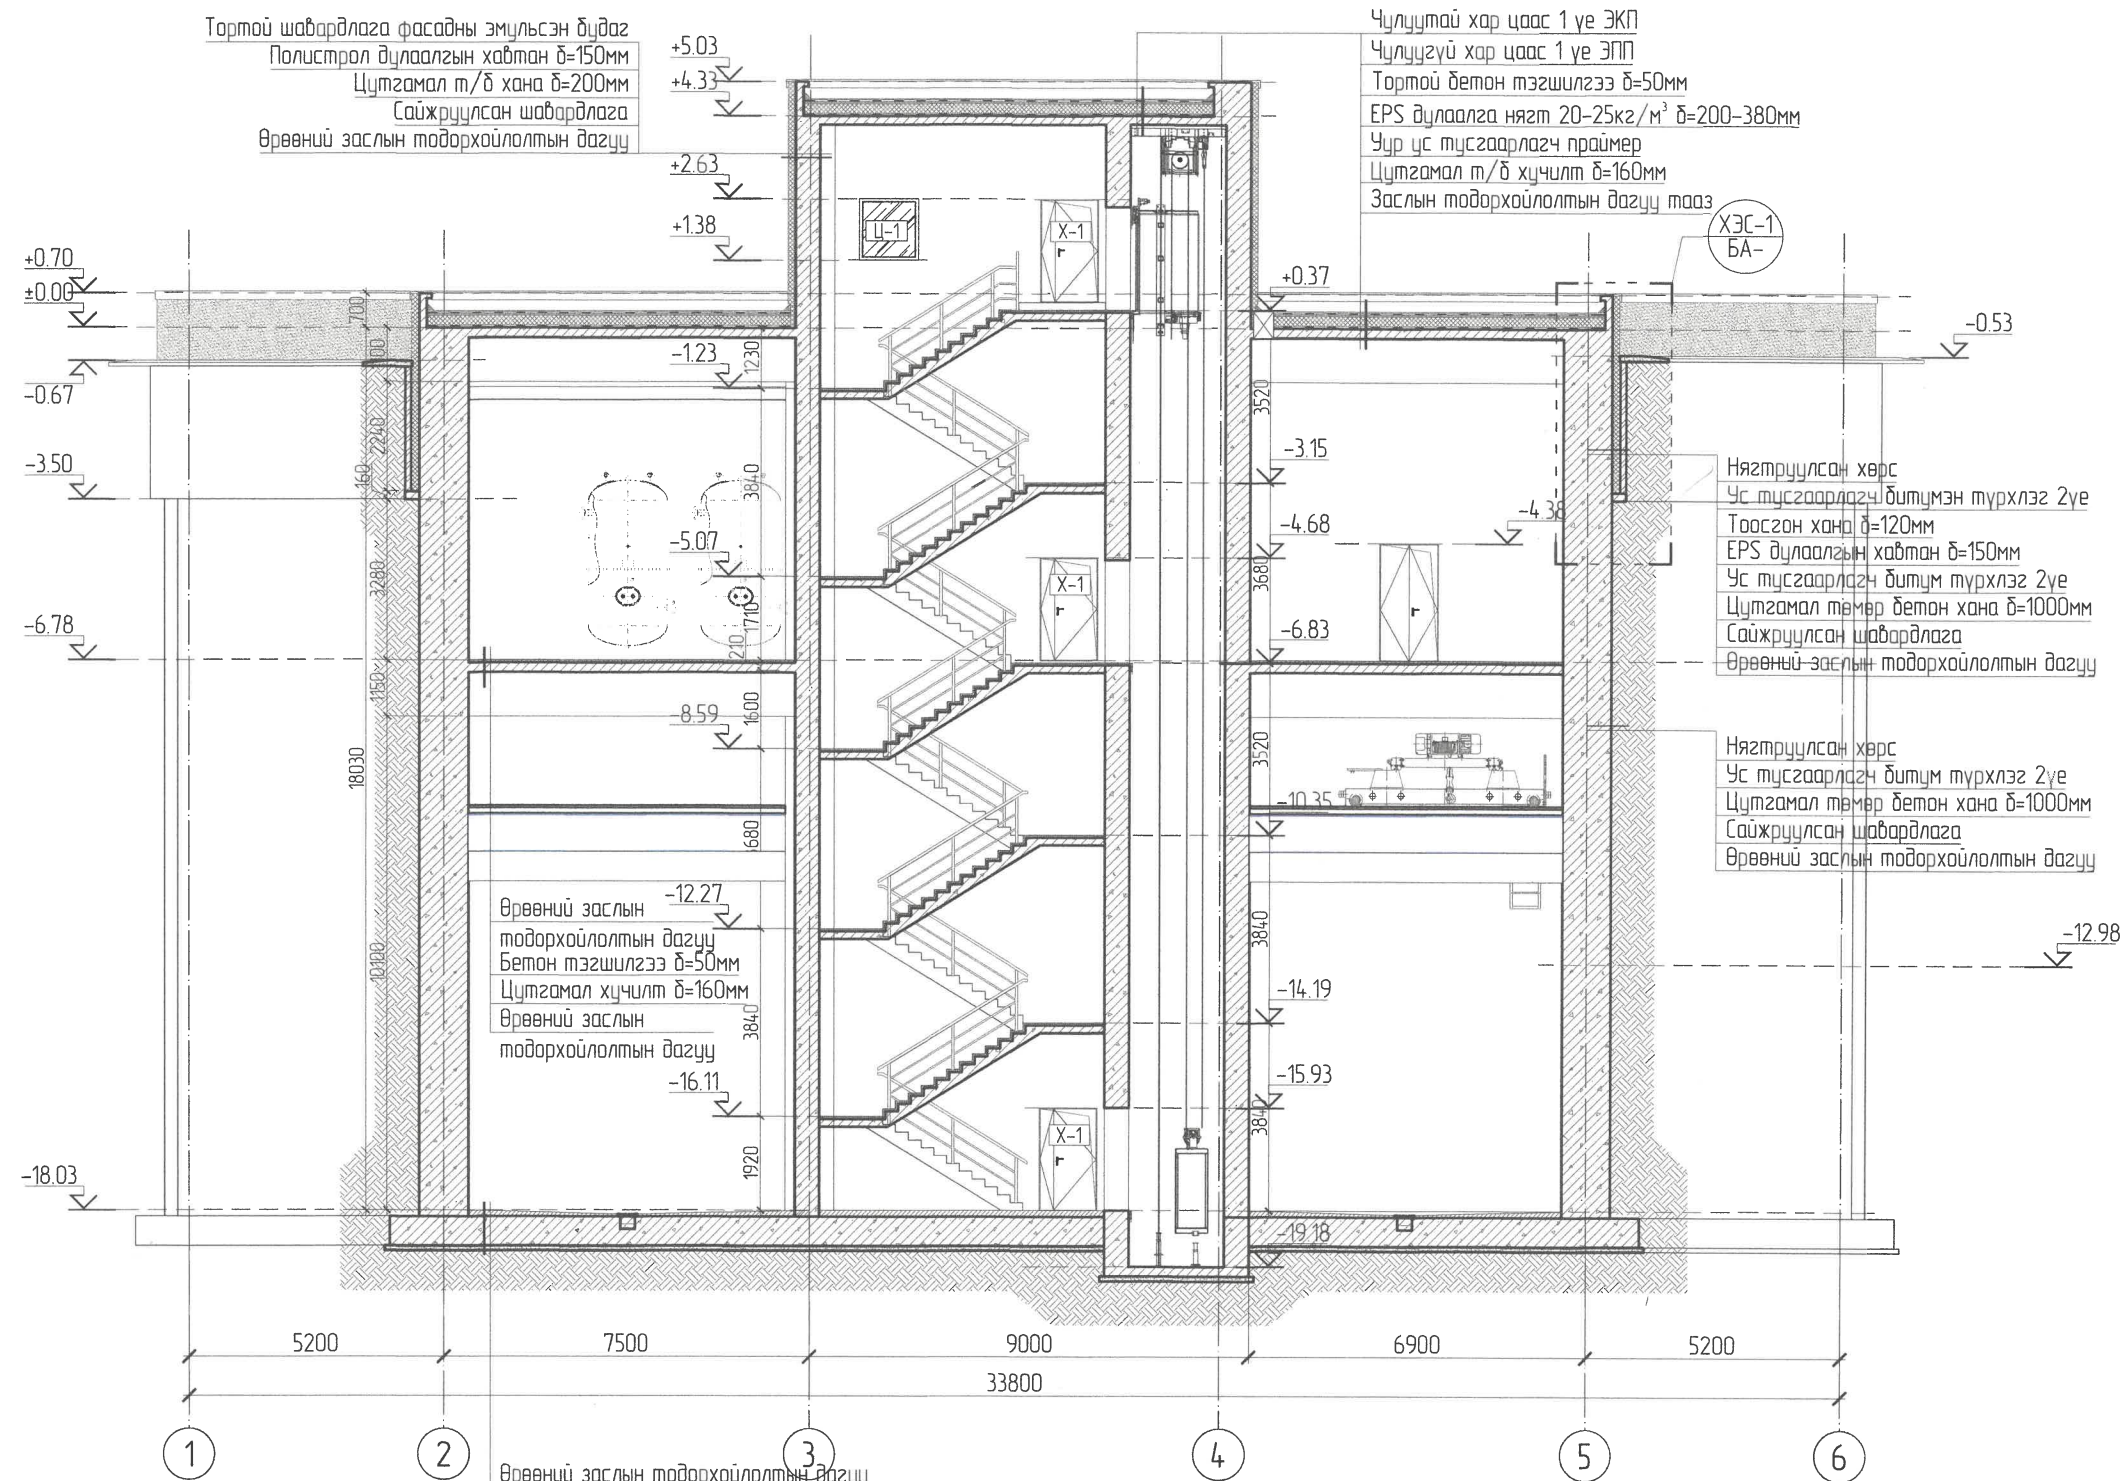 Тортой шавардлага фасадны эмульсэн будаг
Полистрол дулаалгын хавтан δ=150мм
Цутгамал т/б хана δ=200мм
Сайжруулсан шавардлага
Өрөөний заслын тодорхойлолтын дагуу
Чулуутай хар цаас 1 үе ЭКП
Чулуугүй хар цаас 1 үе ЭПП
Тортой бетон тэгшилгээ δ=50мм
EPS дулаалга нягт 20-25кг/м³ δ=200-380мм
Уур ус тусгаарлагч праймер
Цутгамал т/б хучилт δ=160мм
Заслын тодорхойлолтын дагуу тааз
ХЭС-1
БА-
+5.03
+4.33
+2.63
+1.38
Ц-1
Х-1
+0.70
±0.00
-0.67
-3.50
-6.78
-18.03
700
2240
160
3280
1150
18030
10100
+0.37
-0.53
-1.23
1230
3840
-5.07
1710
210
-8.59
1600
680
-12.27
3840
-16.11
1920
3520
-3.15
-4.38
-4.68
3680
Х-1
-6.83
3520
-10.35
3840
-12.98
-14.19
-15.93
3840
Х-1
-19.18
Нягтруулсан хөрс
Ус тусгаарлагч битумэн түрхлэг 2үе
Тоосгон хана δ=120мм
EPS дулаалгын хавтан δ=150мм
Ус тусгаарлагч битум түрхлэг 2үе
Цутгамал төмөр бетон хана δ=1000мм
Сайжруулсан шавардлага
Өрөөний заслын тодорхойлолтын дагуу
Нягтруулсан хөрс
Ус тусгаарлагч битум түрхлэг 2үе
Цутгамал төмөр бетон хана δ=1000мм
Сайжруулсан шавардлага
Өрөөний заслын тодорхойлолтын дагуу
Өрөөний заслын
тодорхойлолтын дагуу
Бетон тэгшилгээ δ=50мм
Цутгамал хучилт δ=160мм
Өрөөний заслын
тодорхойлолтын дагуу
5200
7500
9000
6900
5200
33800
1
2
3
4
5
6
Өрөөний заслын тодорхойлолтын дагуу